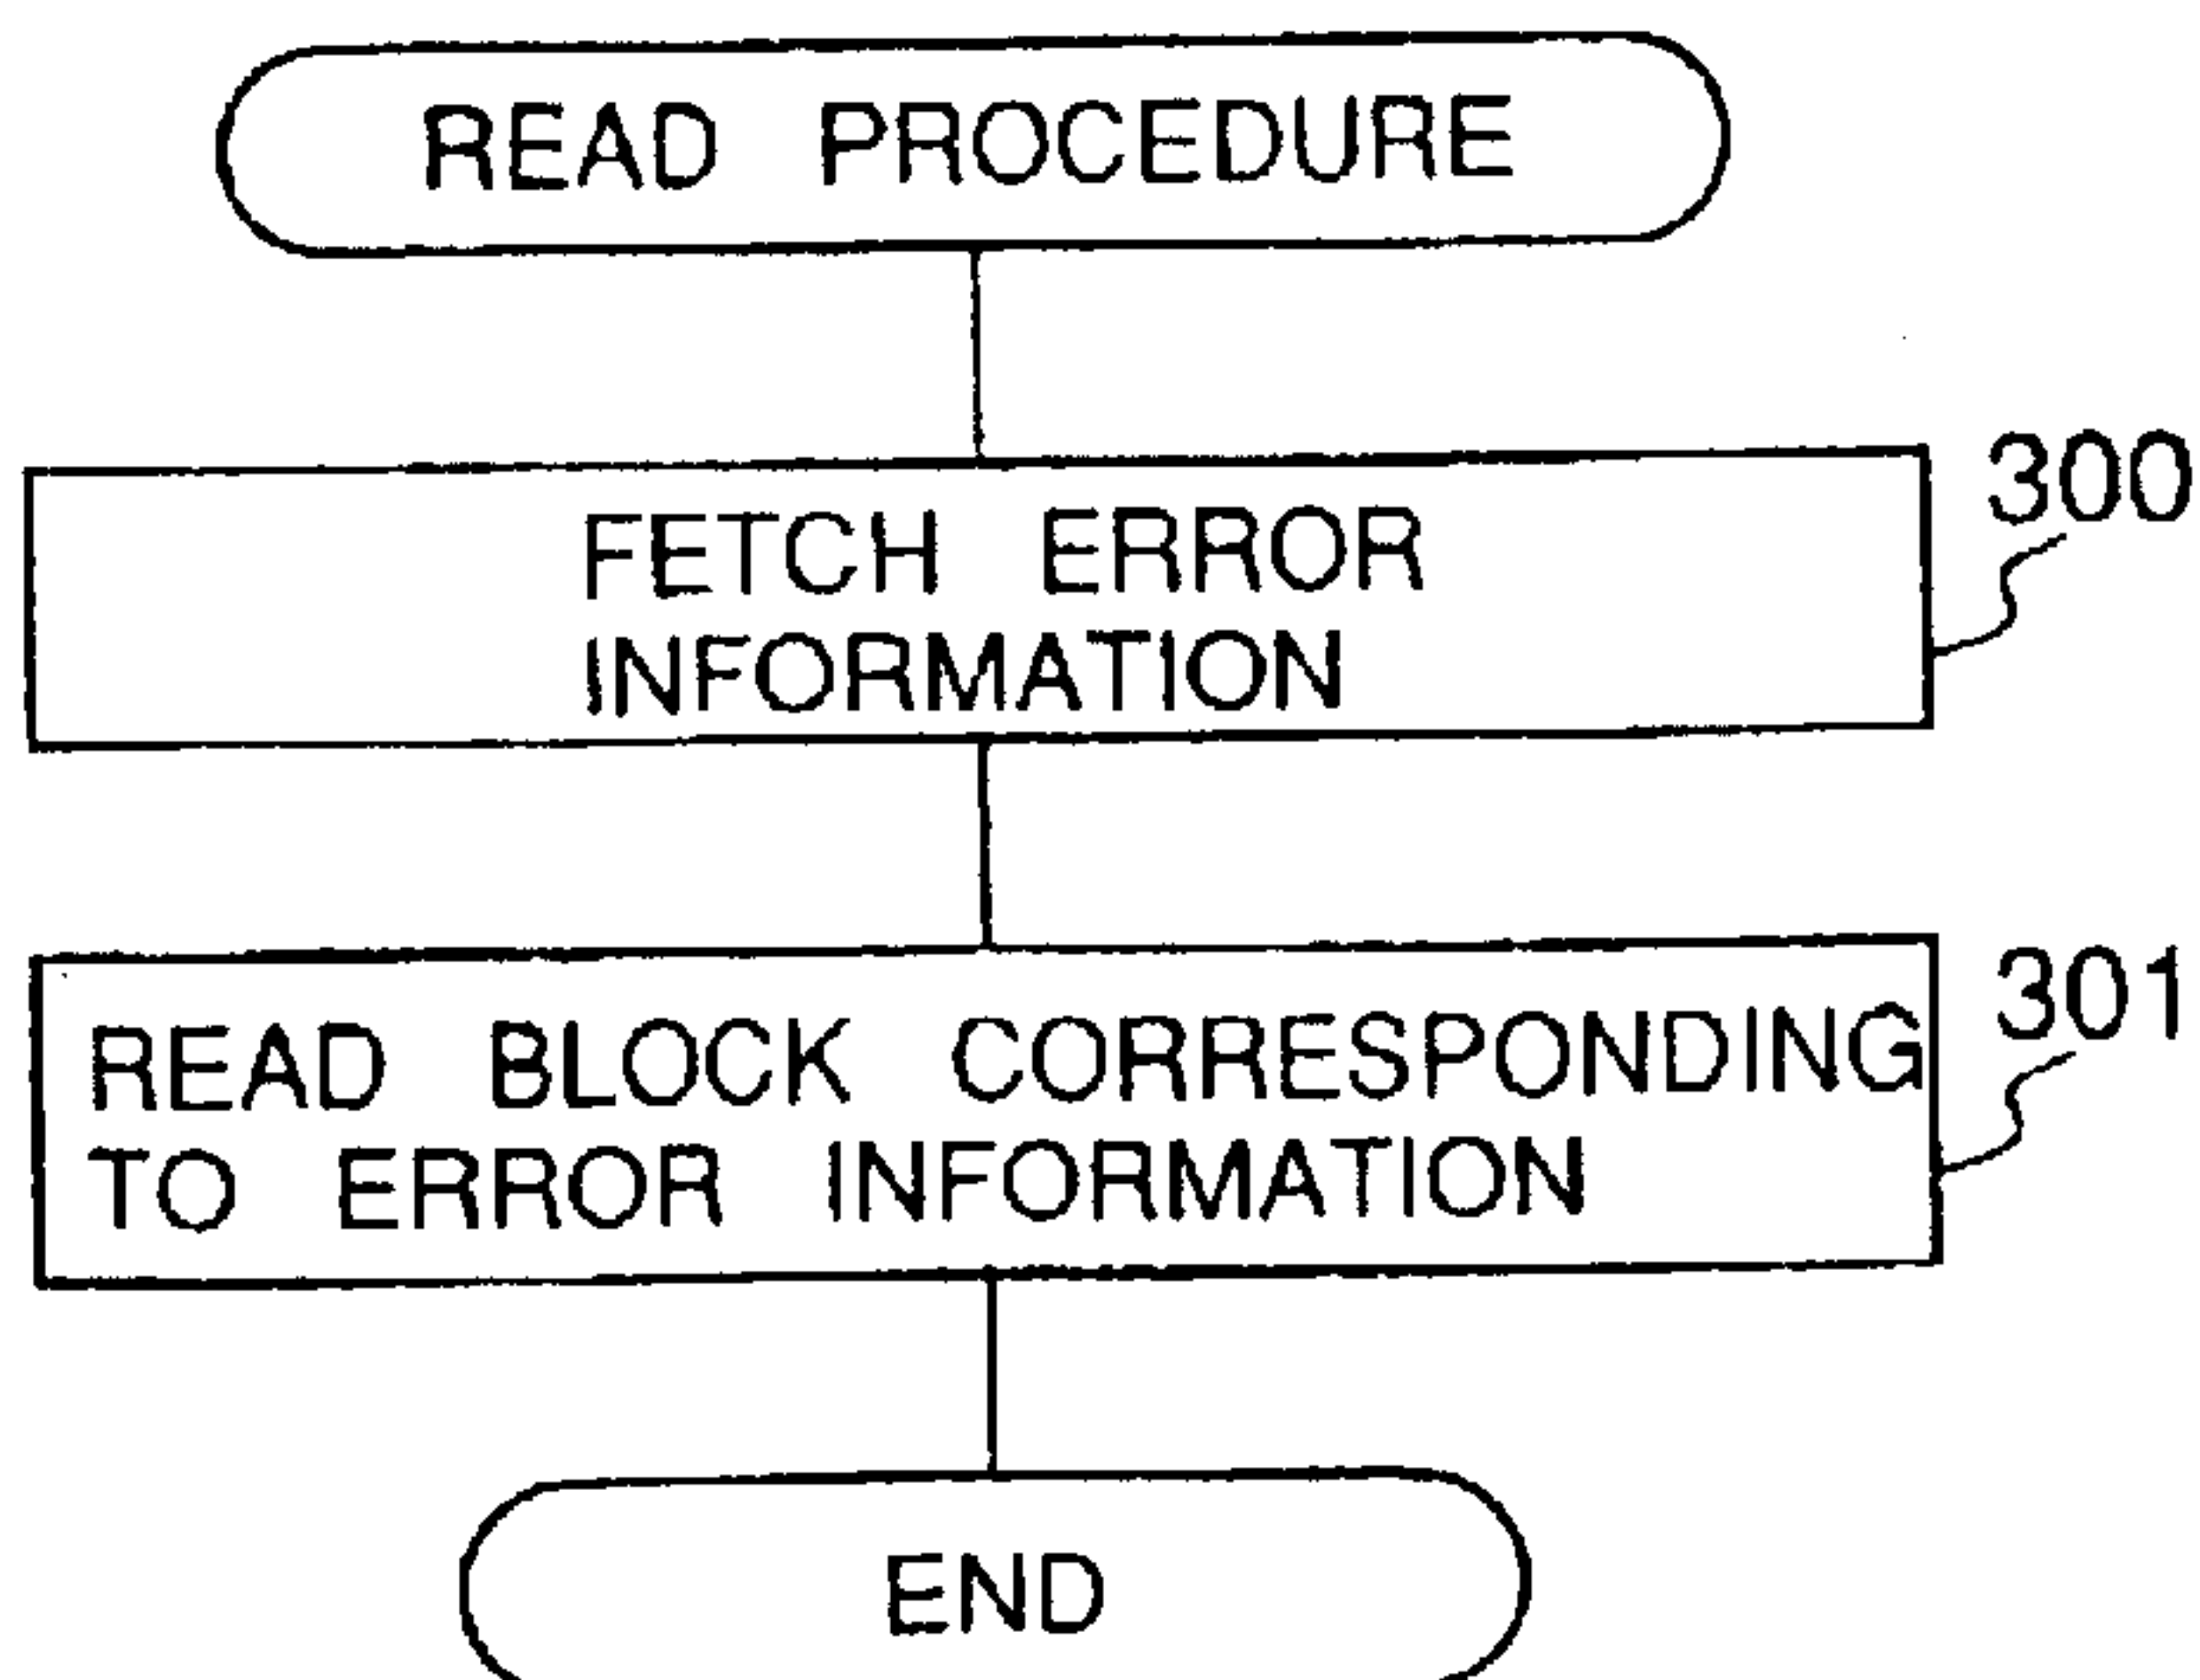 READ PROCEDURE
FETCH ERROR
INFORMATION
300
READ BLOCK CORRESPONDING
TO ERROR INFORMATION
301
END